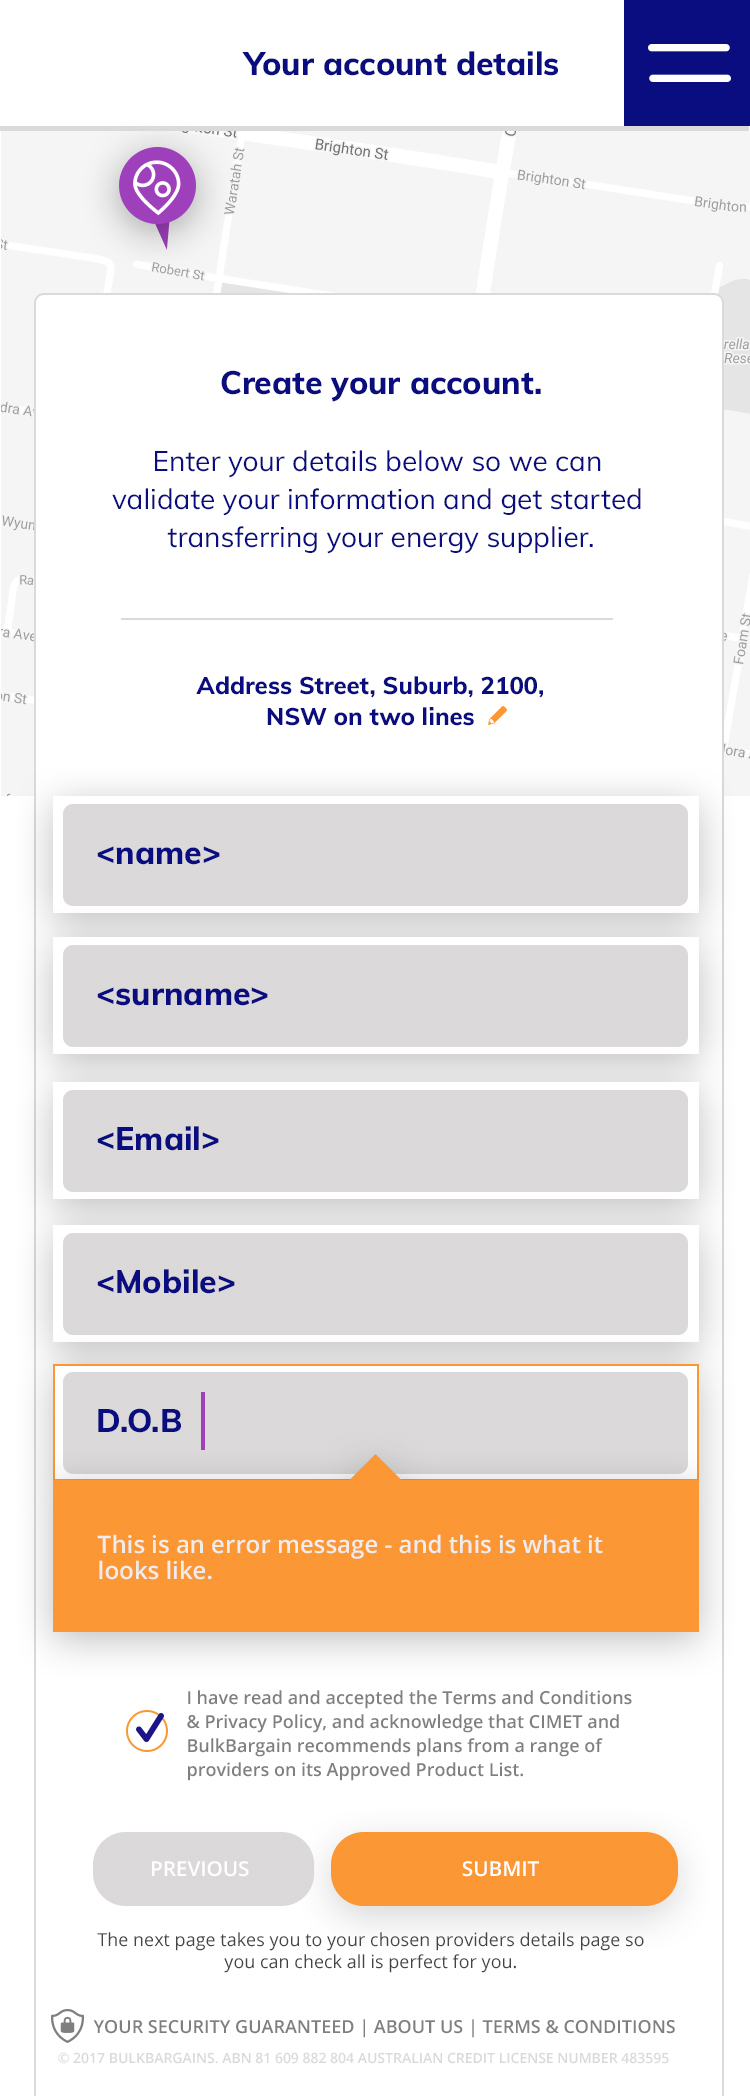 Your account details
Brighton St
Waratah St
Brighton St
Brighton
Robert St
Create your account.
Enter your details below so we can
validate your information and get started
transferring your energy supplier.
Foam St
Address Street, Suburb, 2100,
NSW on two lines
<name>
<surname>
<Email>
<Mobile>
D.O.B
This is an error message - and this is what it
looks like.
I have read and accepted the Terms and Conditions
& Privacy Policy, and acknowledge that CIMET and
BulkBargain recommends plans from a range of
providers on its Approved Product List.
PREVIOUS
SUBMIT
The next page takes you to your chosen providers details page so
you can check all is perfect for you.
YOUR SECURITY GUARANTEED | ABOUT US | TERMS & CONDITIONS
© 2017 BULKBARGAINS. ABN 81 609 882 804 AUSTRALIAN CREDIT LICENSE NUMBER 483595